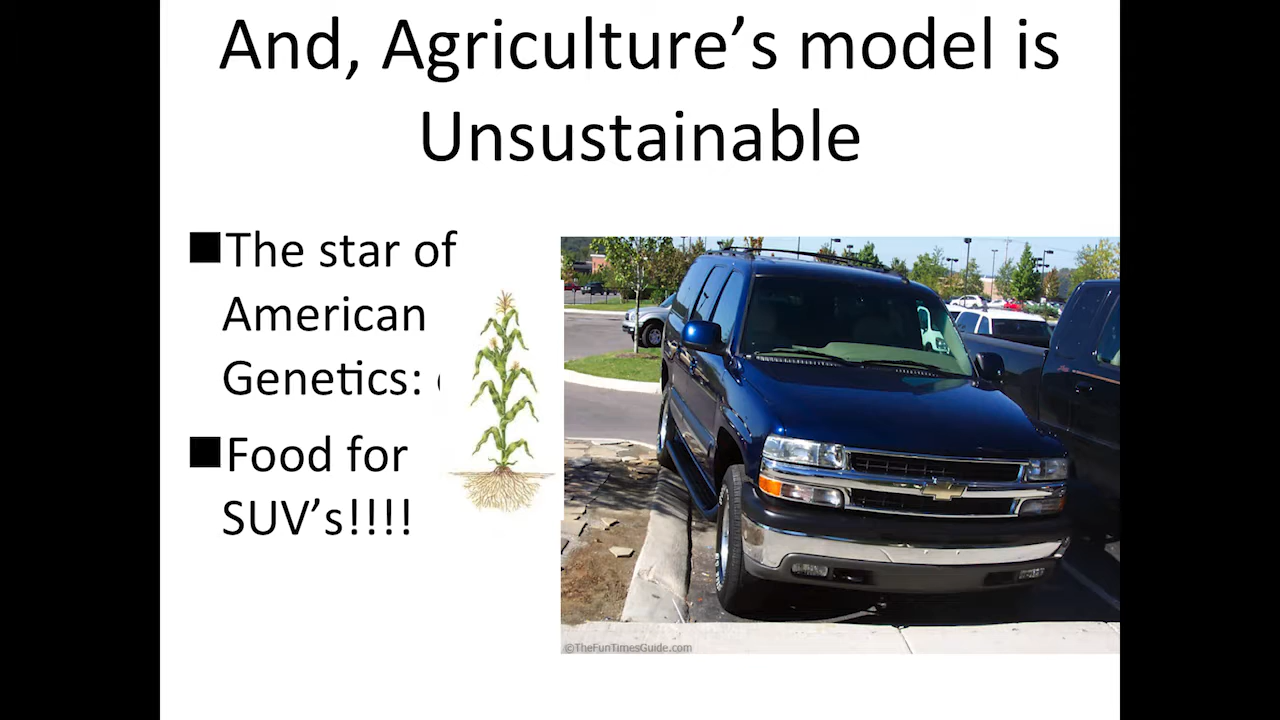 And, Agriculture’s model is
Unsustainable
The star of
American
Genetics:
Food for
SUV’s!!!!
©TheFunTimesGuide.com